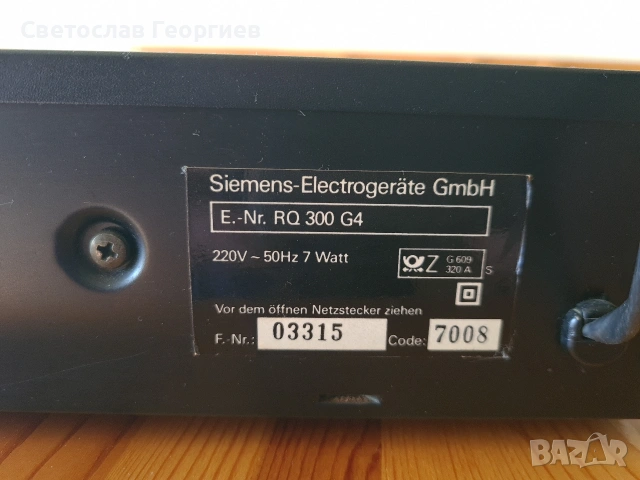 Светослав Георгиев
Siemens-Electrogeräte GmbH
E.-Nr. RQ 300 G4
220V ~ 50Hz 7 Watt
Z G 609 320 A S
Vor dem öffnen Netzstecker ziehen
F.-Nr.: 03315 Code: 7008
BAZAR